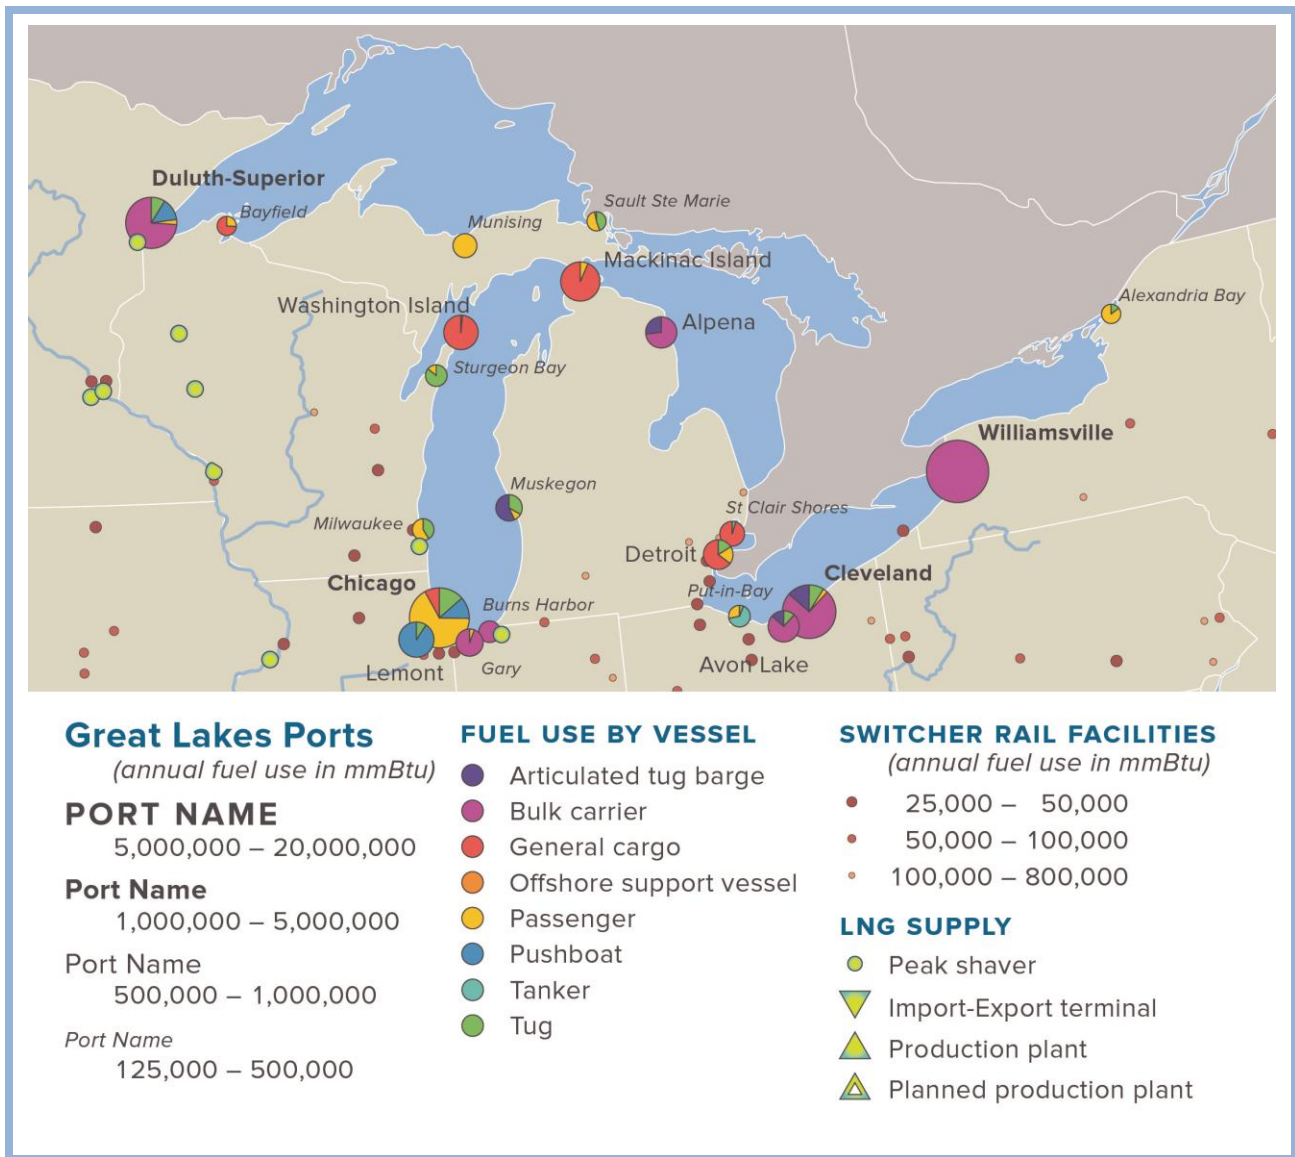 Duluth-Superior
Bayfield
Munising
Sault Ste Marie
Mackinac Island
Washington Island
Alpena
Alexandria Bay
Sturgeon Bay
Williamsville
Muskegon
St Clair Shores
Milwaukee
Detroit
Chicago
Cleveland
Put-in-Bay
Burns Harbor
Lemont
Gary
Avon Lake
Great Lakes Ports
(annual fuel use in mmBtu)
PORT NAME
5,000,000 – 20,000,000
Port Name
1,000,000 – 5,000,000
Port Name
500,000 – 1,000,000
Port Name
125,000 – 500,000
FUEL USE BY VESSEL
Articulated tug barge
Bulk carrier
General cargo
Offshore support vessel
Passenger
Pushboat
Tanker
Tug
SWITCHER RAIL FACILITIES
(annual fuel use in mmBtu)
25,000 – 50,000
50,000 – 100,000
100,000 – 800,000
LNG SUPPLY
Peak shaver
Import-Export terminal
Production plant
Planned production plant